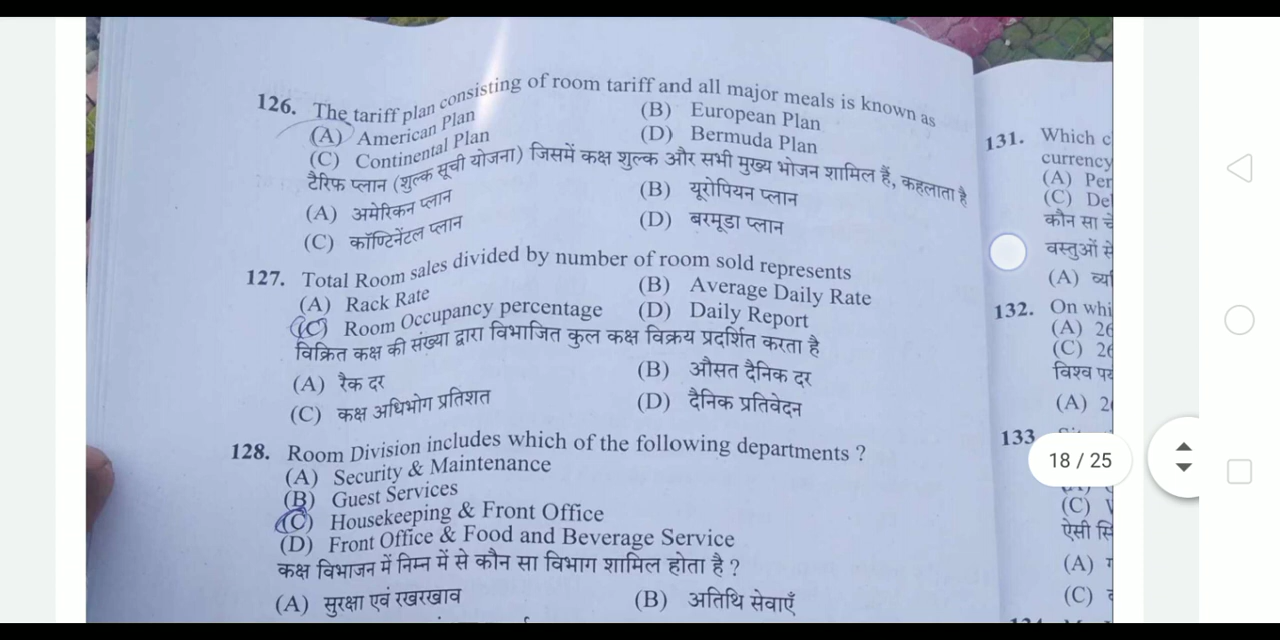 126. The tariff plan consisting of room tariff and all major meals is known as
(A) American Plan (B) European Plan
(C) Continental Plan (D) Bermuda Plan
टैरिफ प्लान (शुल्क सूची योजना) जिसमें कक्ष शुल्क और सभी मुख्य भोजन शामिल हैं, कहलाता है
(A) अमेरिकन प्लान (B) यूरोपियन प्लान
(C) कॉण्टिनेंटल प्लान (D) बरमूडा प्लान
127. Total Room sales divided by number of room sold represents
(A) Rack Rate (B) Average Daily Rate
(C) Room Occupancy percentage (D) Daily Report
विक्रित कक्ष की संख्या द्वारा विभाजित कुल कक्ष विक्रय प्रदर्शित करता है
(A) रैक दर (B) औसत दैनिक दर
(C) कक्ष अधिभोग प्रतिशत (D) दैनिक प्रतिवेदन
128. Room Division includes which of the following departments ?
(A) Security & Maintenance
(B) Guest Services
(C) Housekeeping & Front Office
(D) Front Office & Food and Beverage Service
कक्ष विभाजन में निम्न में से कौन सा विभाग शामिल होता है ?
(A) सुरक्षा एवं रखरखाव (B) अतिथि सेवाएँ
131. Which
currency
(A)
(C)
कौन सा
वस्तुओं से
(A)
132. On
(A) 2
(C) 2
विश्व
(A) 2
133
18 / 25
(C)
ऐसी
(A)
(C)